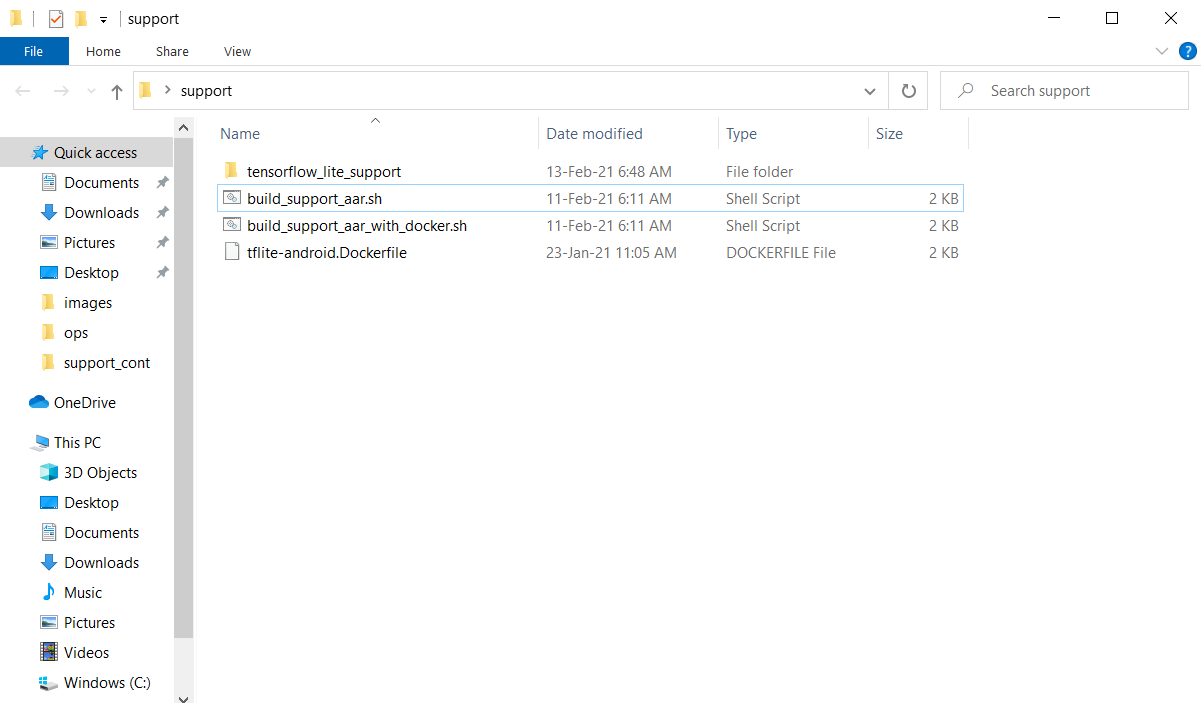 support
File Home Share View
?
support
Search support
Name Date modified Type Size
tensorflow_lite_support 13-Feb-21 6:48 AM File folder
build_support_aar.sh 11-Feb-21 6:11 AM Shell Script 2 KB
build_support_aar_with_docker.sh 11-Feb-21 6:11 AM Shell Script 2 KB
tflite-android.Dockerfile 23-Jan-21 11:05 AM DOCKERFILE File 2 KB
Quick access
Documents
Downloads
Pictures
Desktop
images
ops
support_cont
OneDrive
This PC
3D Objects
Desktop
Documents
Downloads
Music
Pictures
Videos
Windows (C:)